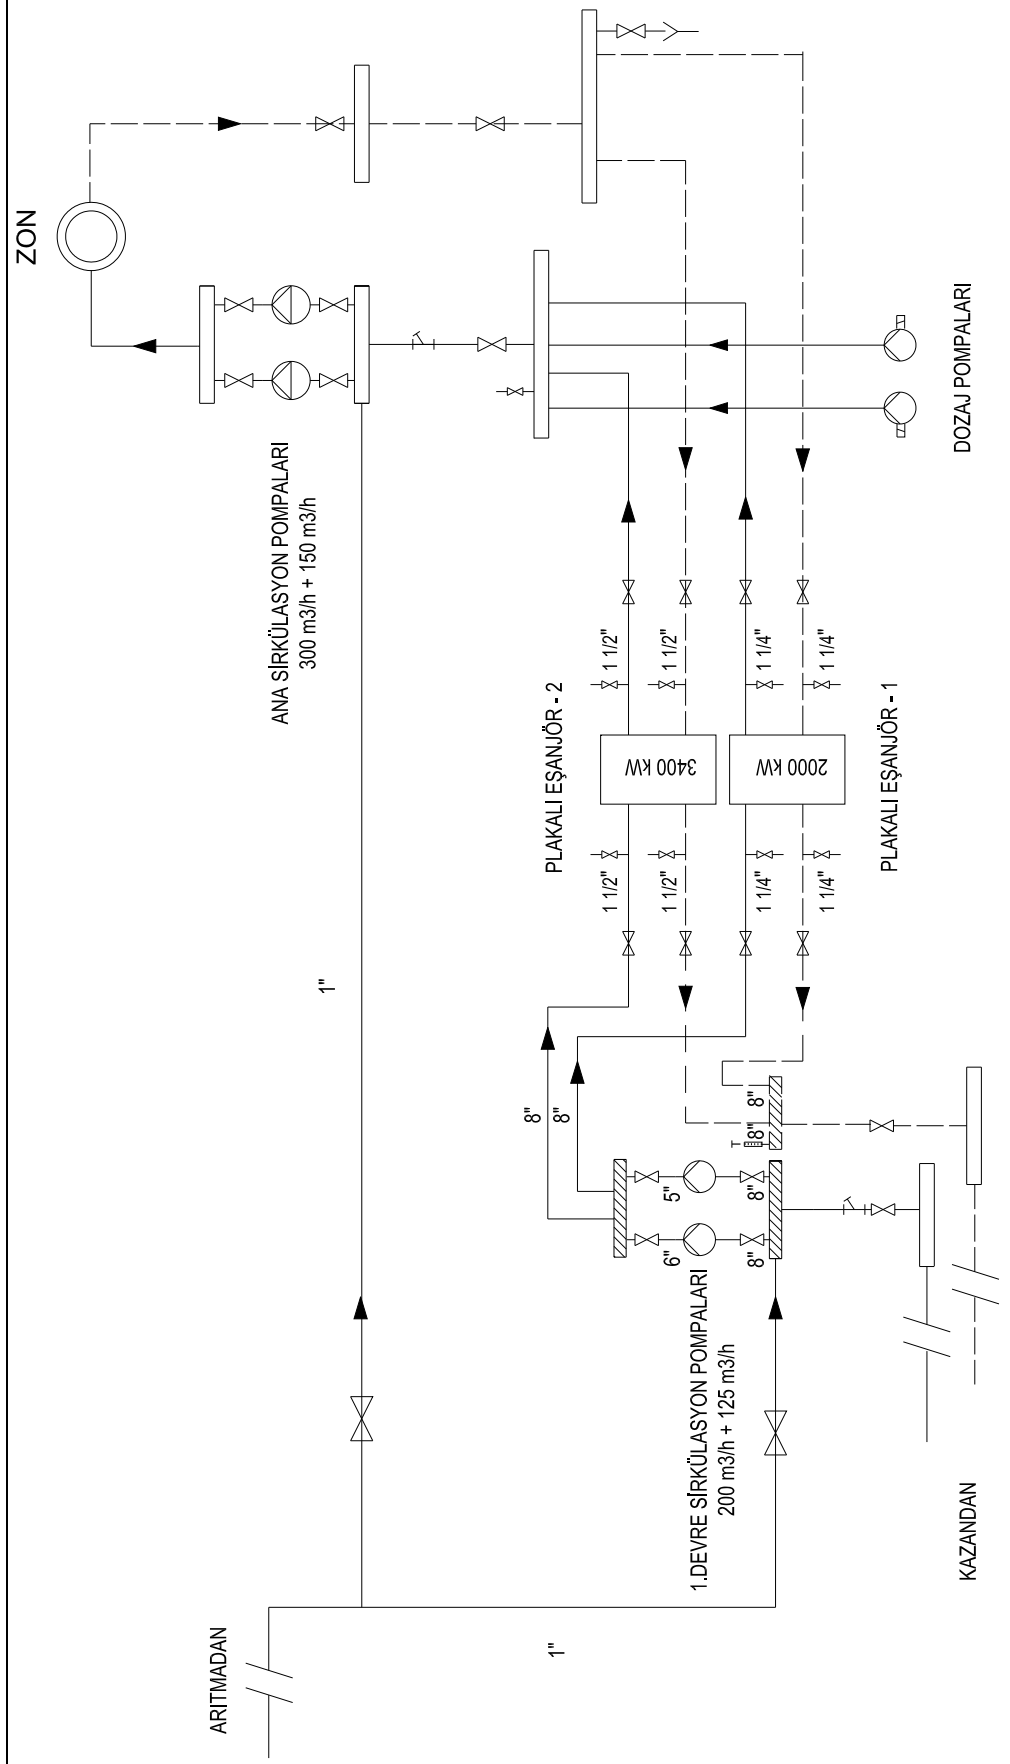 ZON
ANA SİRKÜLASYON POMPALARI
300 m3/h + 150 m3/h
DOZAJ POMPALARI
1 1/2"
1 1/2"
1 1/4"
1 1/4"
PLAKALI EŞANJÖR - 2
3400 kW
2000 kW
PLAKALI EŞANJÖR - 1
1 1/2"
1 1/2"
1 1/4"
1 1/4"
1"
8"
8"
8"
8"
5"
8"
6"
8"
1.DEVRE SİRKÜLASYON POMPALARI
200 m3/h + 125 m3/h
KAZANDAN
ARITMADAN
1"